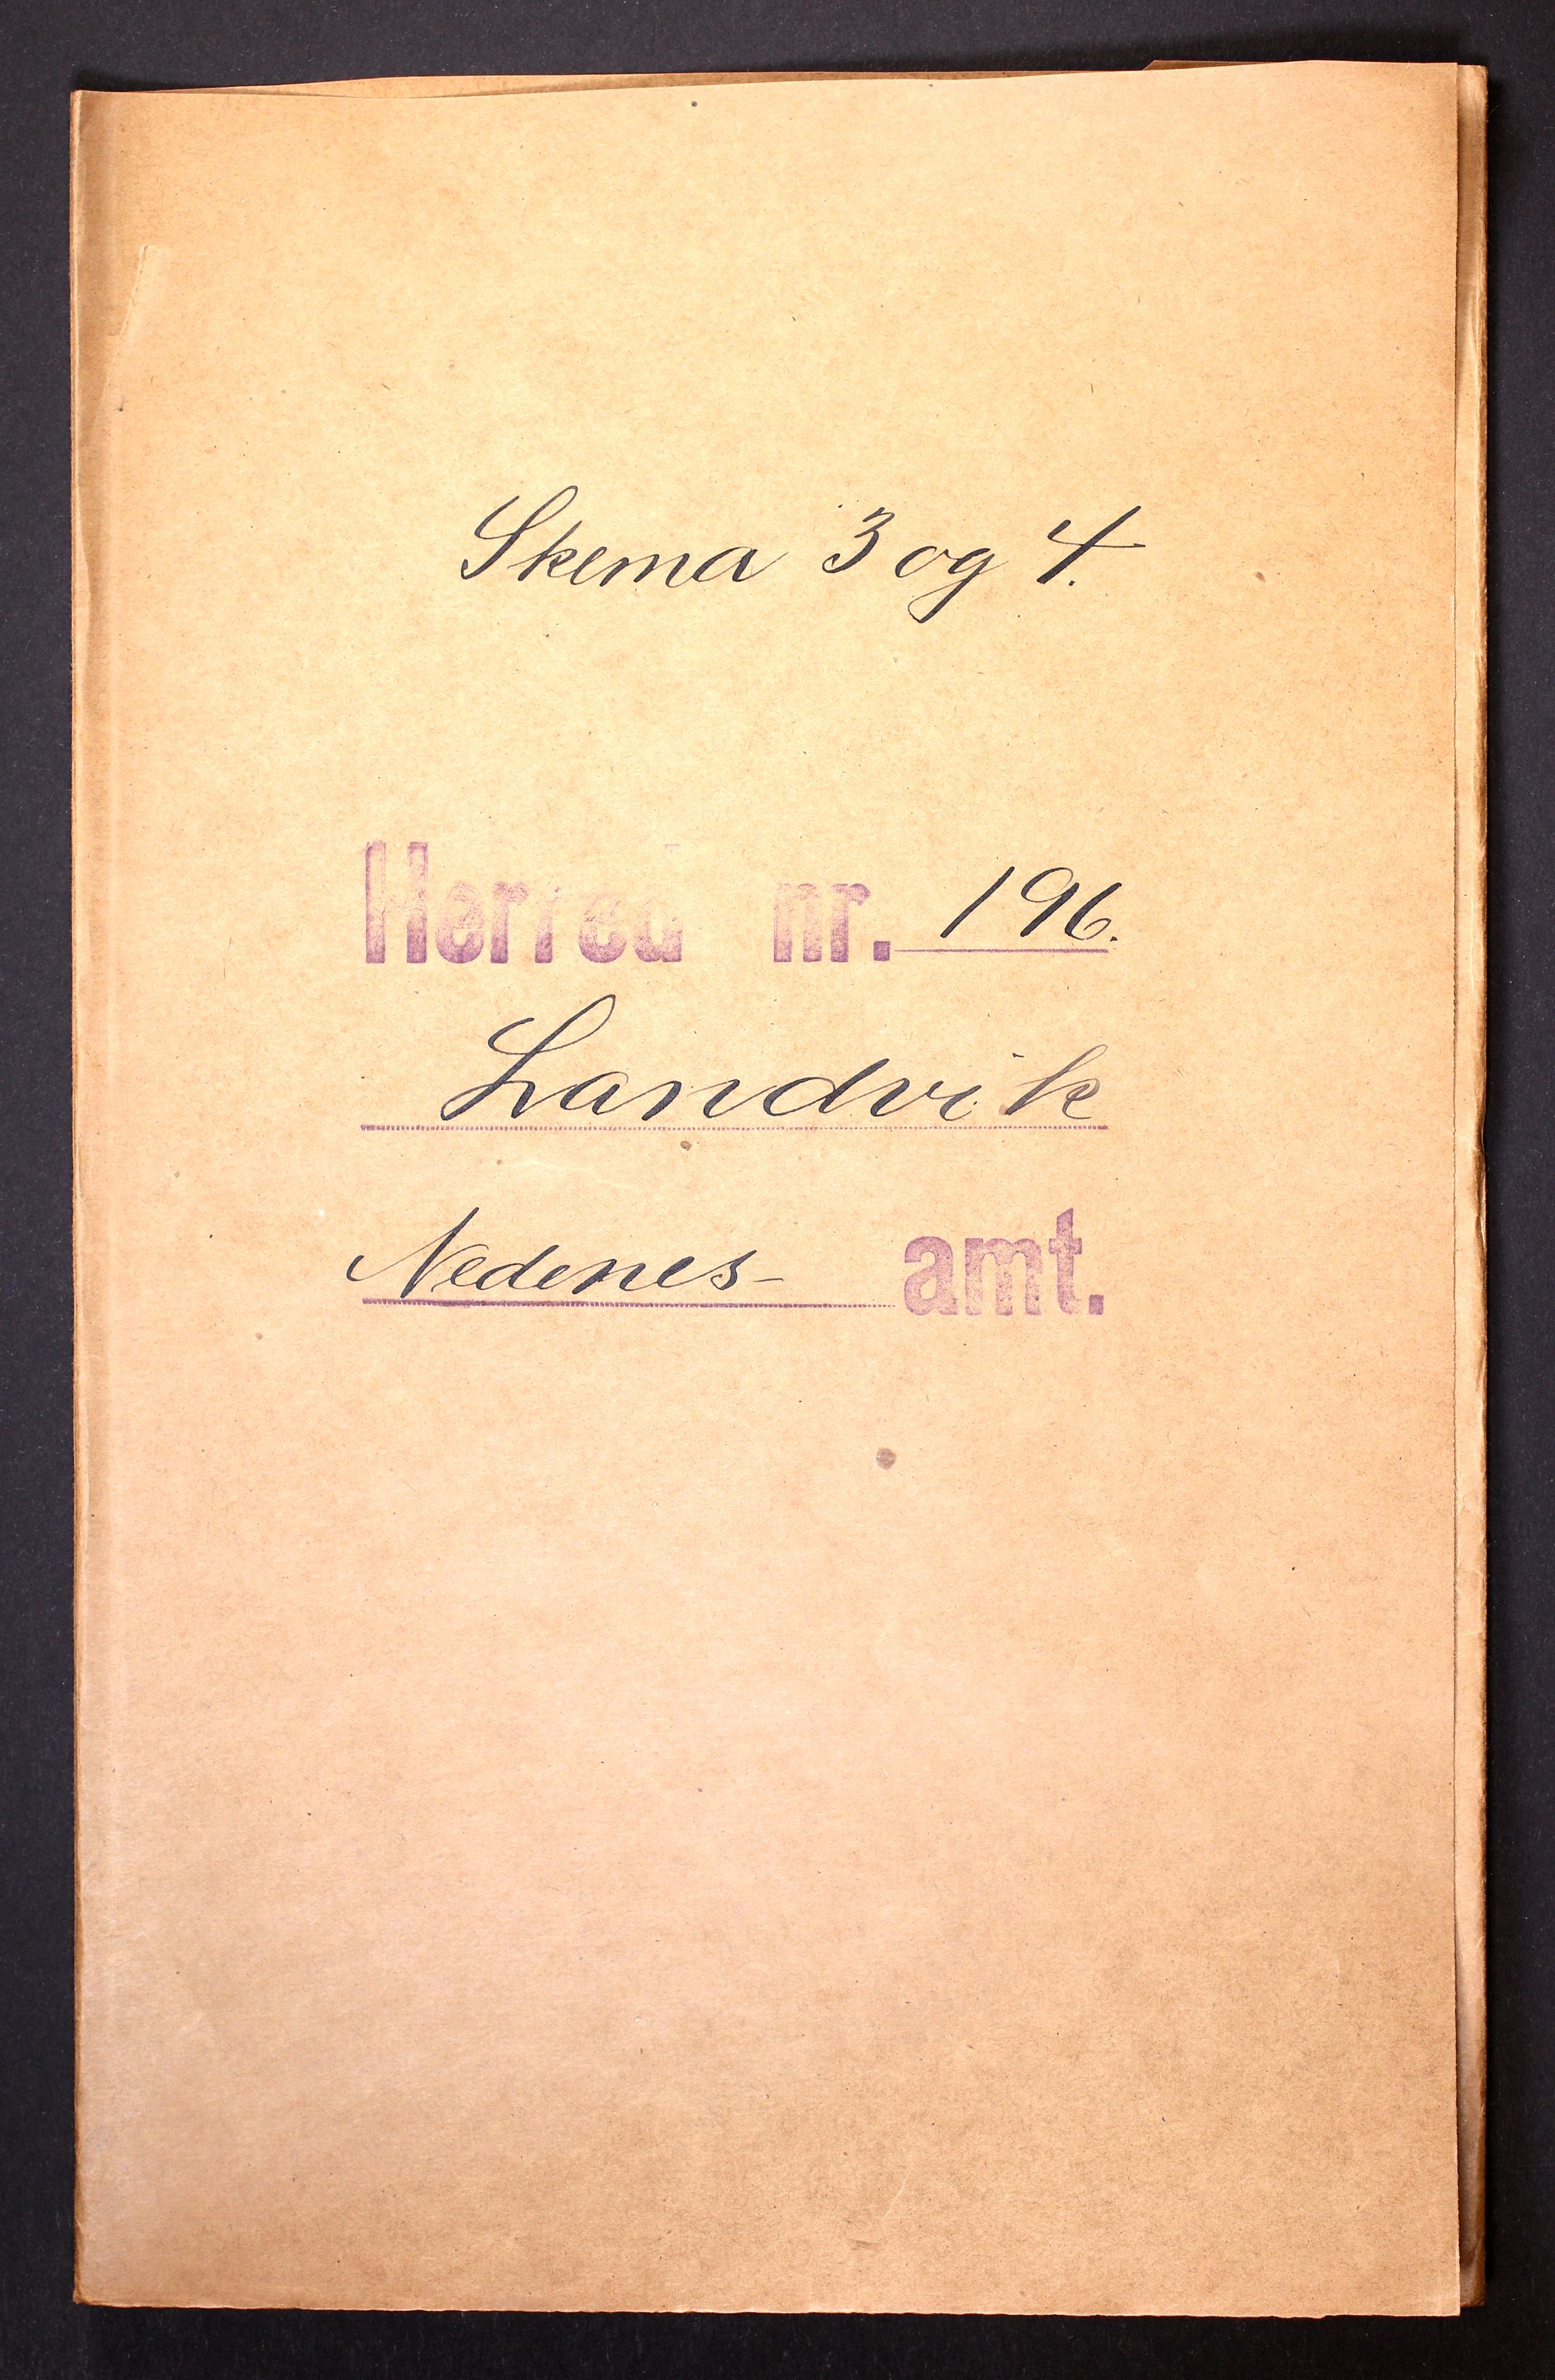 Skema 3 og 4.
Herred nr. 196.
Landvik
Nedenes- amt.